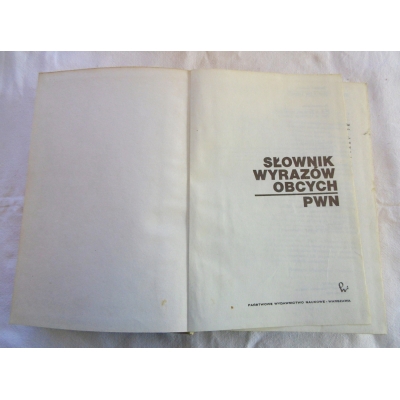 SŁOWNIK
WYRAZÓW
OBCYCH
PWN
PAŃSTWOWE WYDAWNICTWO NAUKOWE · WARSZAWA